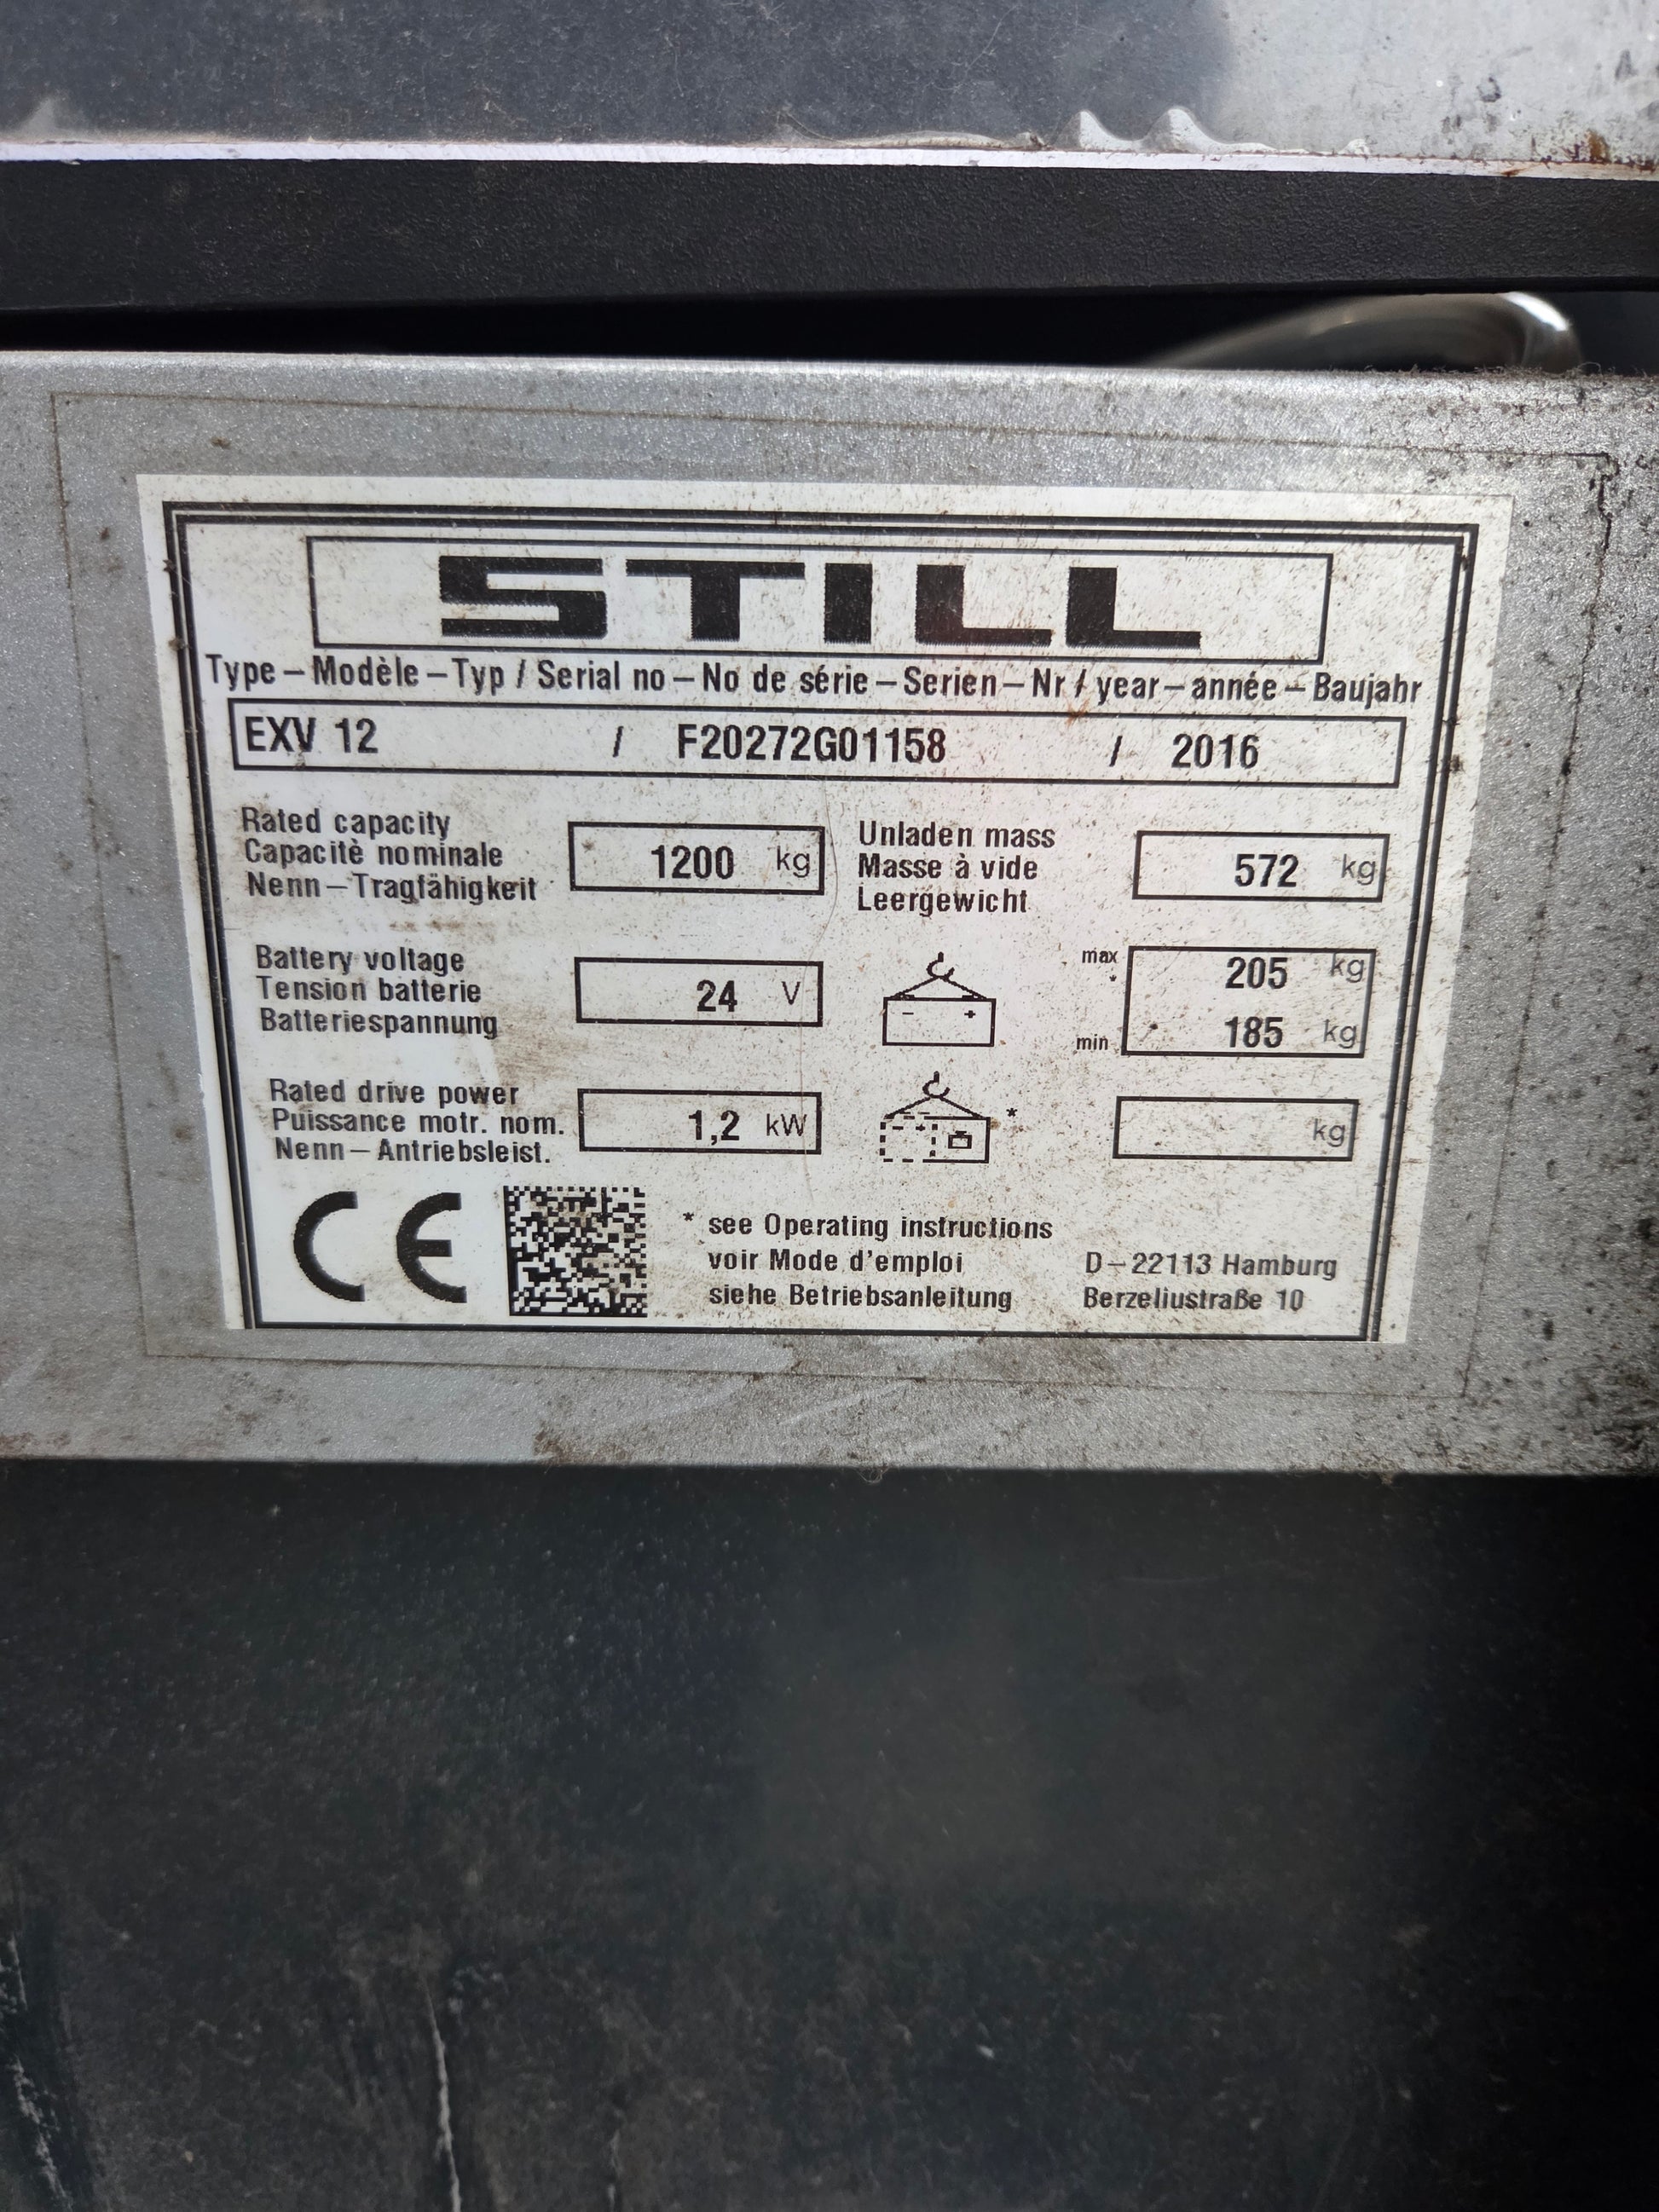 STILL
Type – Modèle – Typ / Serial no – No de série – Serien – Nr / year – année – Baujahr
EXV 12 / F20272G01158 / 2016
Rated capacity
Capacitè nominale
Nenn – Tragfähigkeit
1200 kg
Unladen mass
Masse à vide
Leergewicht
572 kg
Battery voltage
Tension batterie
Batteriespannung
24 V
max
*
min
205 kg
185 kg
Rated drive power
Puissance motr. nom.
Nenn – Antriebsleist.
1,2 kW
*
kg
CE
* see Operating instructions
voir Mode d'emploi
siehe Betriebsanleitung
D – 22113 Hamburg
Berzeliustraße 10